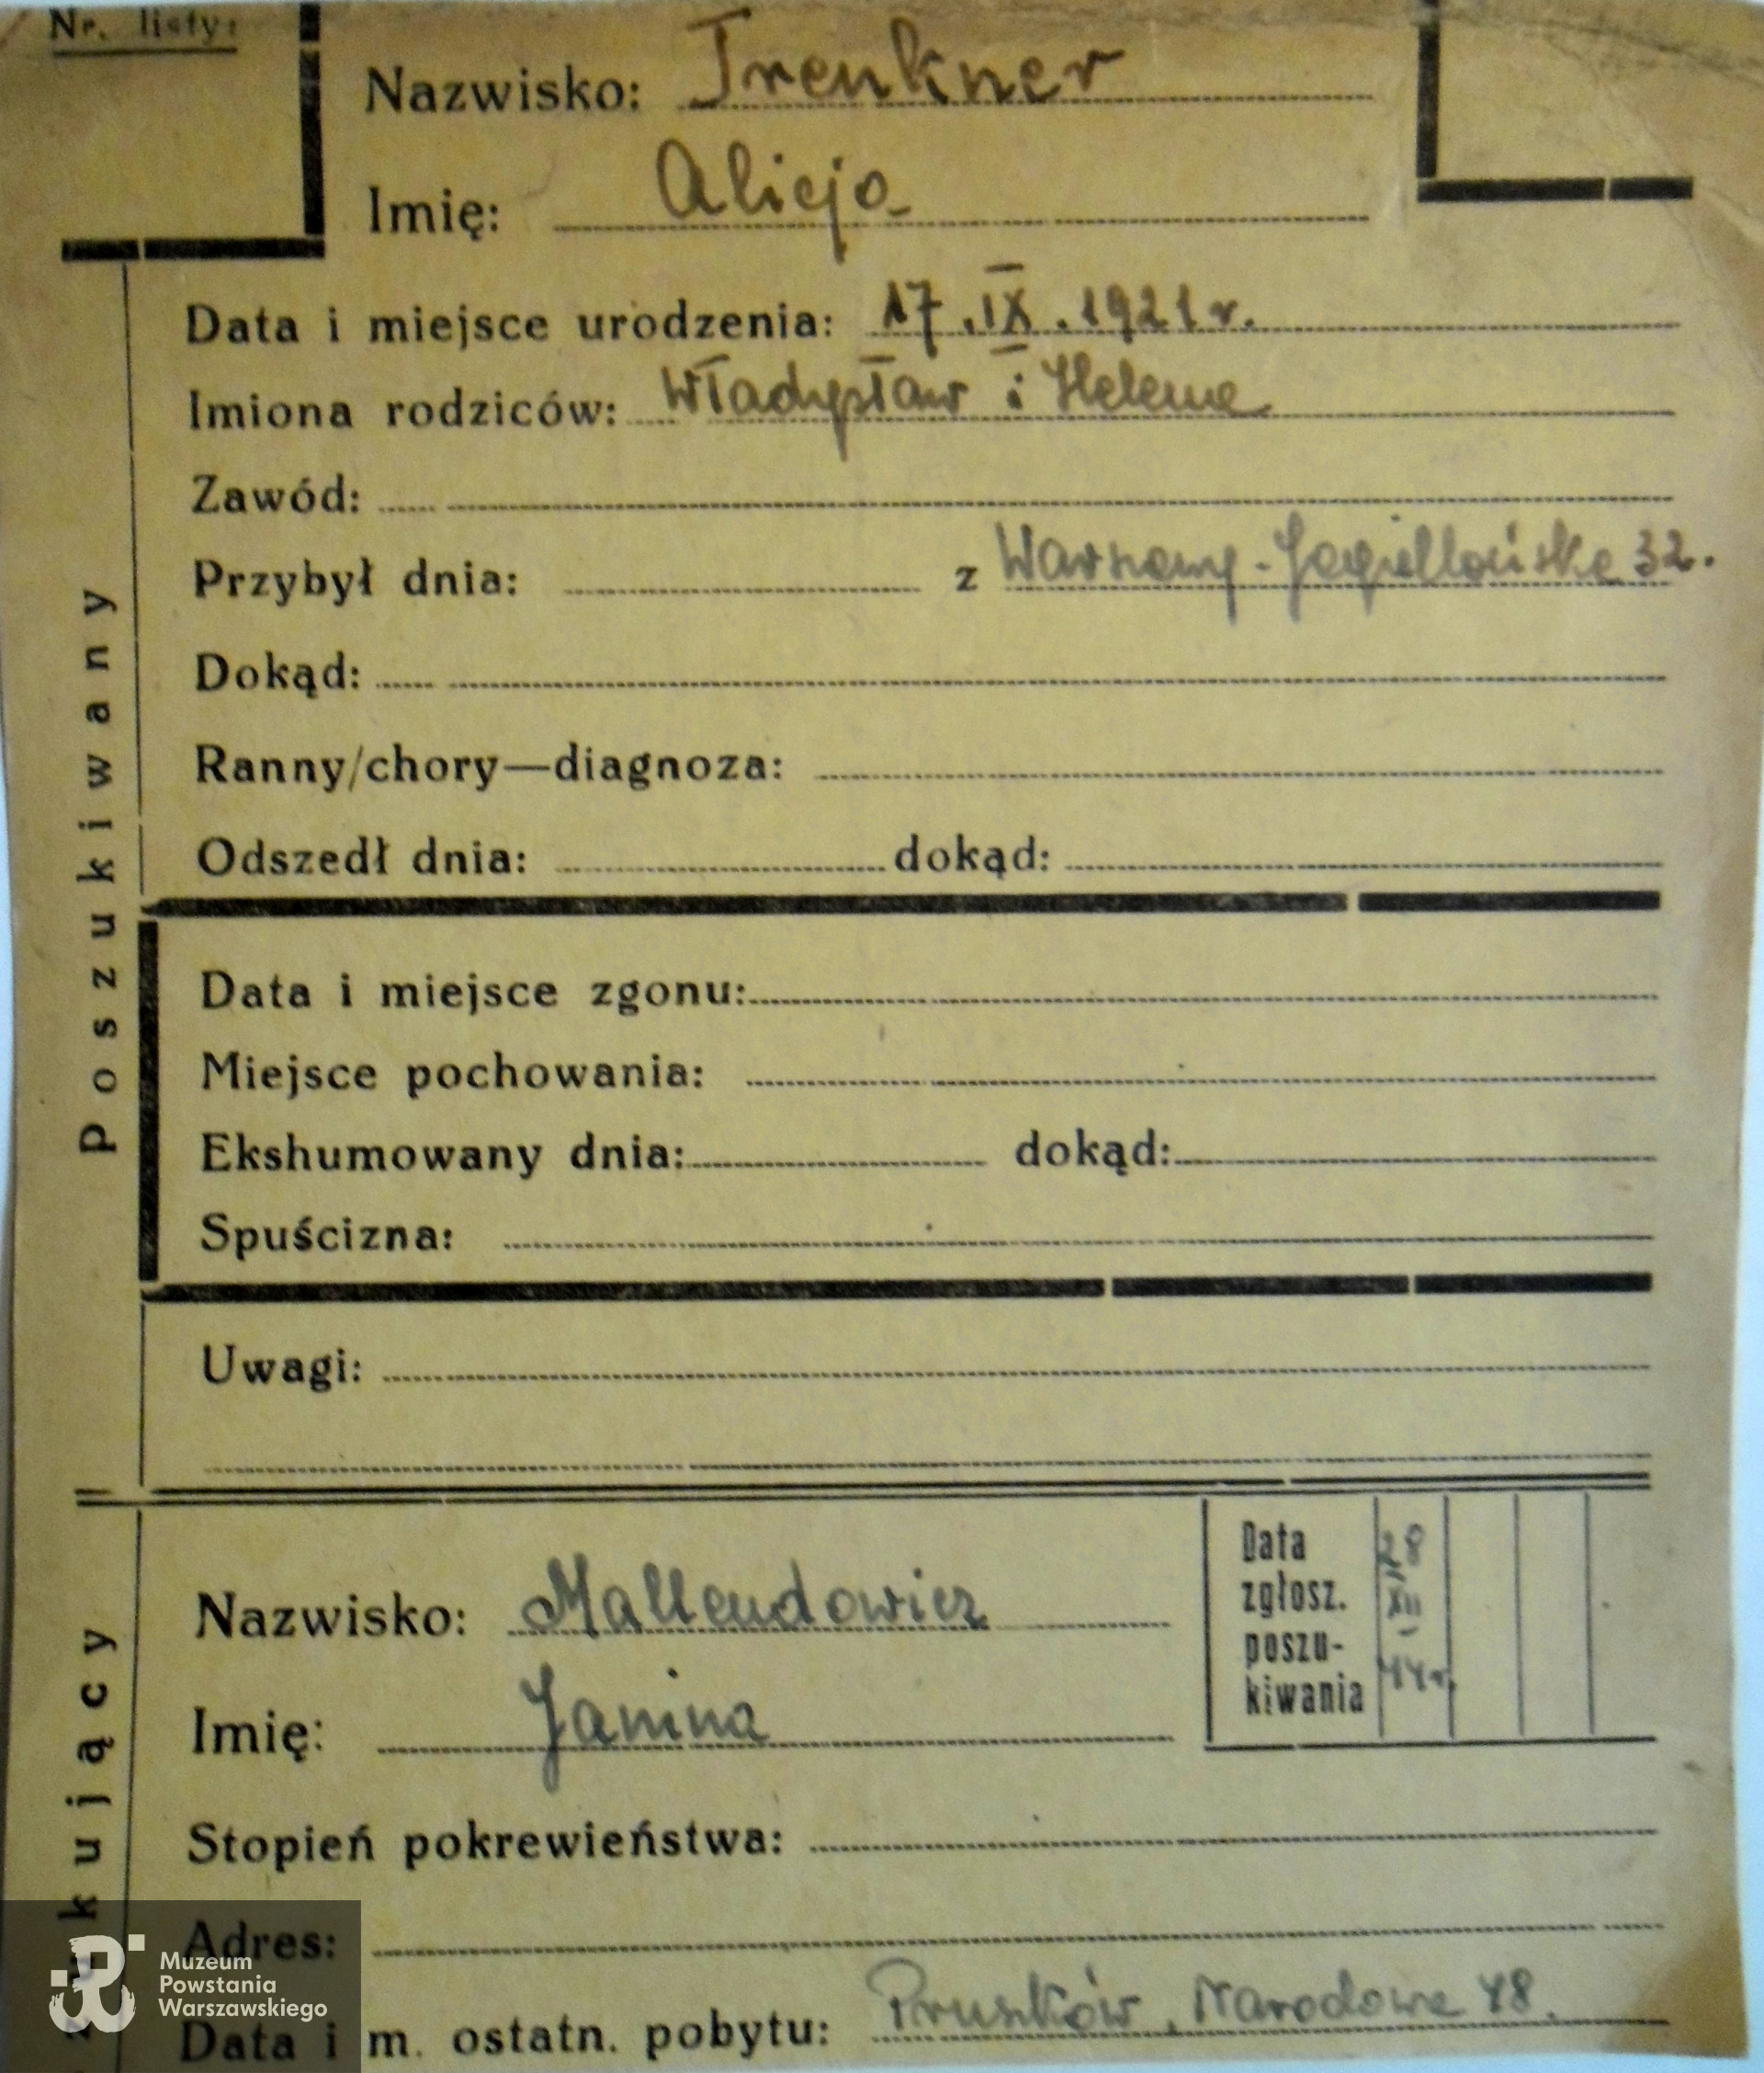 Nr. listy:
Nazwisko: Trenkner
Imię: Alicja
Poszukiwany
Data i miejsce urodzenia: 17.IX.1921 r.
Imiona rodziców: Władysław i Helena
Zawód:
Przybył dnia: z Warszawy - Jagiellońska 32.
Dokąd:
Ranny/chory—diagnoza:
Odszedł dnia: dokąd:
Data i miejsce zgonu:
Miejsce pochowania:
Ekshumowany dnia: dokąd:
Spuścizna:
Uwagi:
Nazwisko: Mallendowicz
Imię: Janina
Data zgłosz. poszu-kiwania 28 XII 44 r.
Stopień pokrewieństwa:
Adres:
Data i m. ostatn. pobytu: Pruszków, Narodowa 48.
kujący
Muzeum
Powstania
Warszawskiego